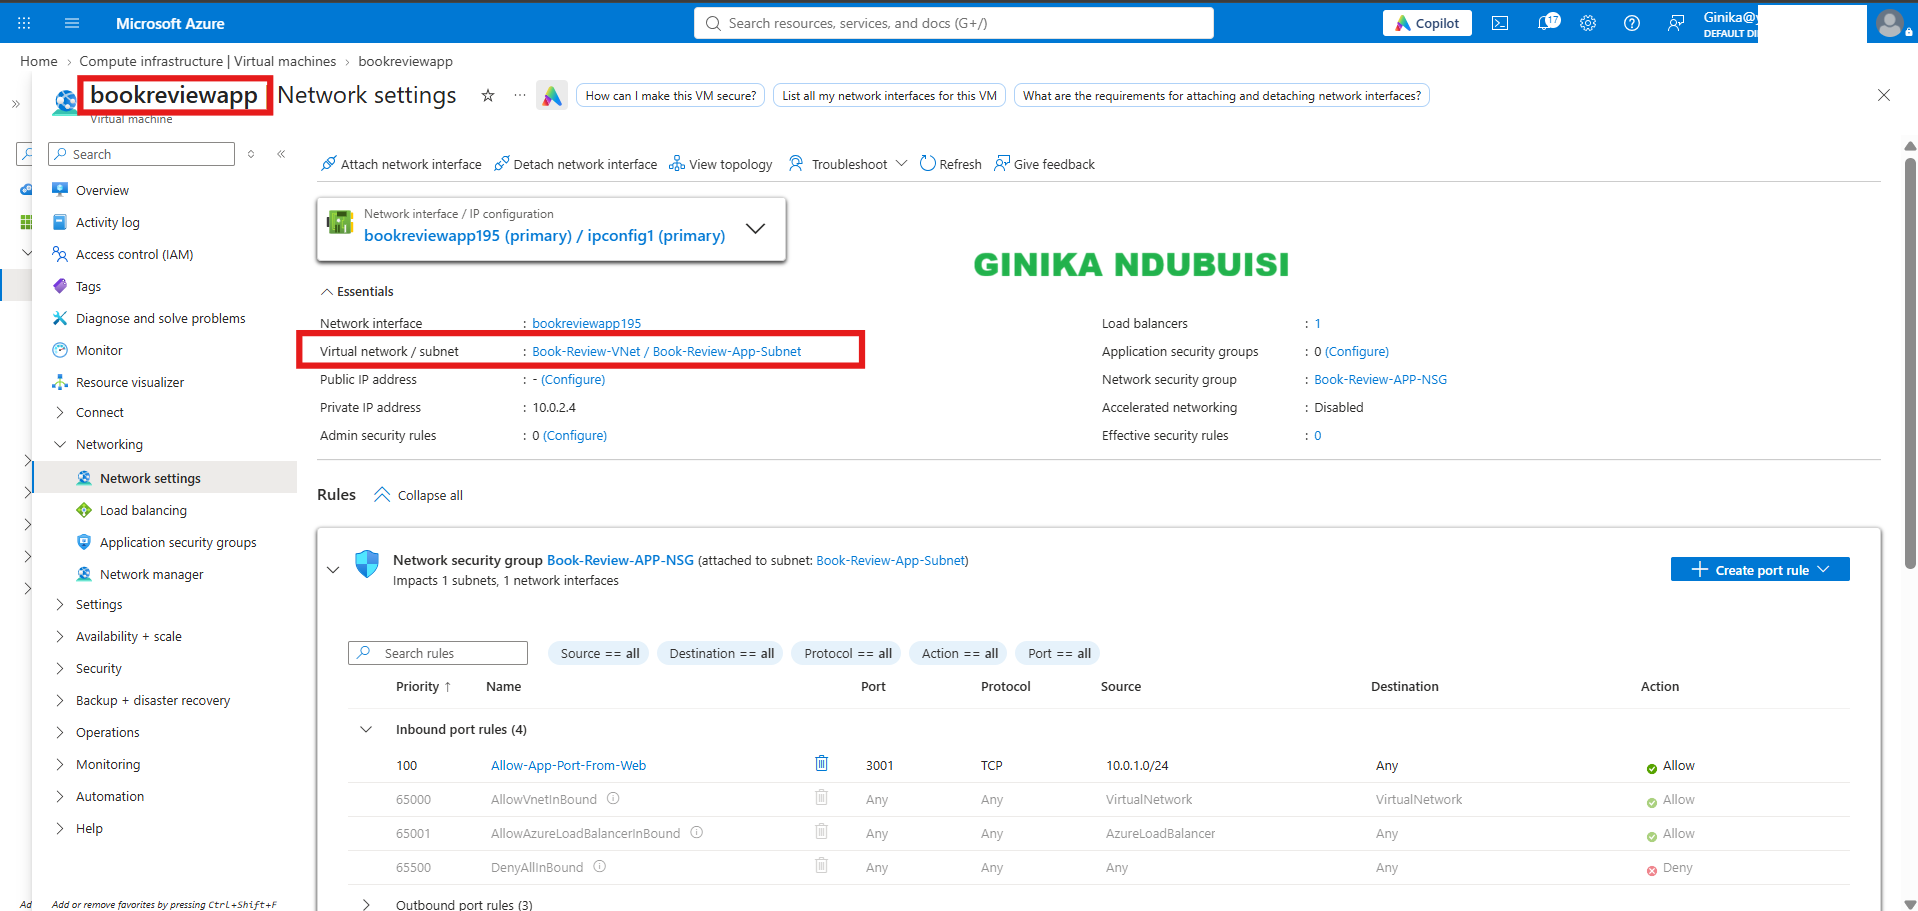 Microsoft Azure
Search resources, services, and docs (G+/)
Copilot
17
Ginika@
DEFAULT DI
Home > Compute infrastructure | Virtual machines > bookreviewapp
bookreviewapp | Network settings
Virtual machine
How can I make this VM secure?
List all my network interfaces for this VM
What are the requirements for attaching and detaching network interfaces?
Search
Attach network interface
Detach network interface
View topology
Troubleshoot
Refresh
Give feedback
Overview
Activity log
Access control (IAM)
Tags
Diagnose and solve problems
Monitor
Resource visualizer
Connect
Networking
Network settings
Load balancing
Application security groups
Network manager
Settings
Availability + scale
Security
Backup + disaster recovery
Operations
Monitoring
Automation
Help
Ad
Add or remove favorites by pressing Ctrl+Shift+F
Network interface / IP configuration
bookreviewapp195 (primary) / ipconfig1 (primary)
GINIKA NDUBUISI
Essentials
Network interface : bookreviewapp195
Virtual network / subnet : Book-Review-VNet / Book-Review-App-Subnet
Public IP address : - (Configure)
Private IP address : 10.0.2.4
Admin security rules : 0 (Configure)
Load balancers : 1
Application security groups : 0 (Configure)
Network security group : Book-Review-APP-NSG
Accelerated networking : Disabled
Effective security rules : 0
Rules
Collapse all
Network security group Book-Review-APP-NSG (attached to subnet: Book-Review-App-Subnet)
Impacts 1 subnets, 1 network interfaces
Create port rule
Search rules
Source == all
Destination == all
Protocol == all
Action == all
Port == all
Priority ↑ Name Port Protocol Source Destination Action
Inbound port rules (4)
100 Allow-App-Port-From-Web 3001 TCP 10.0.1.0/24 Any Allow
65000 AllowVnetInBound Any Any VirtualNetwork VirtualNetwork Allow
65001 AllowAzureLoadBalancerInBound Any Any AzureLoadBalancer Any Allow
65500 DenyAllInBound Any Any Any Any Deny
Outbound port rules (3)